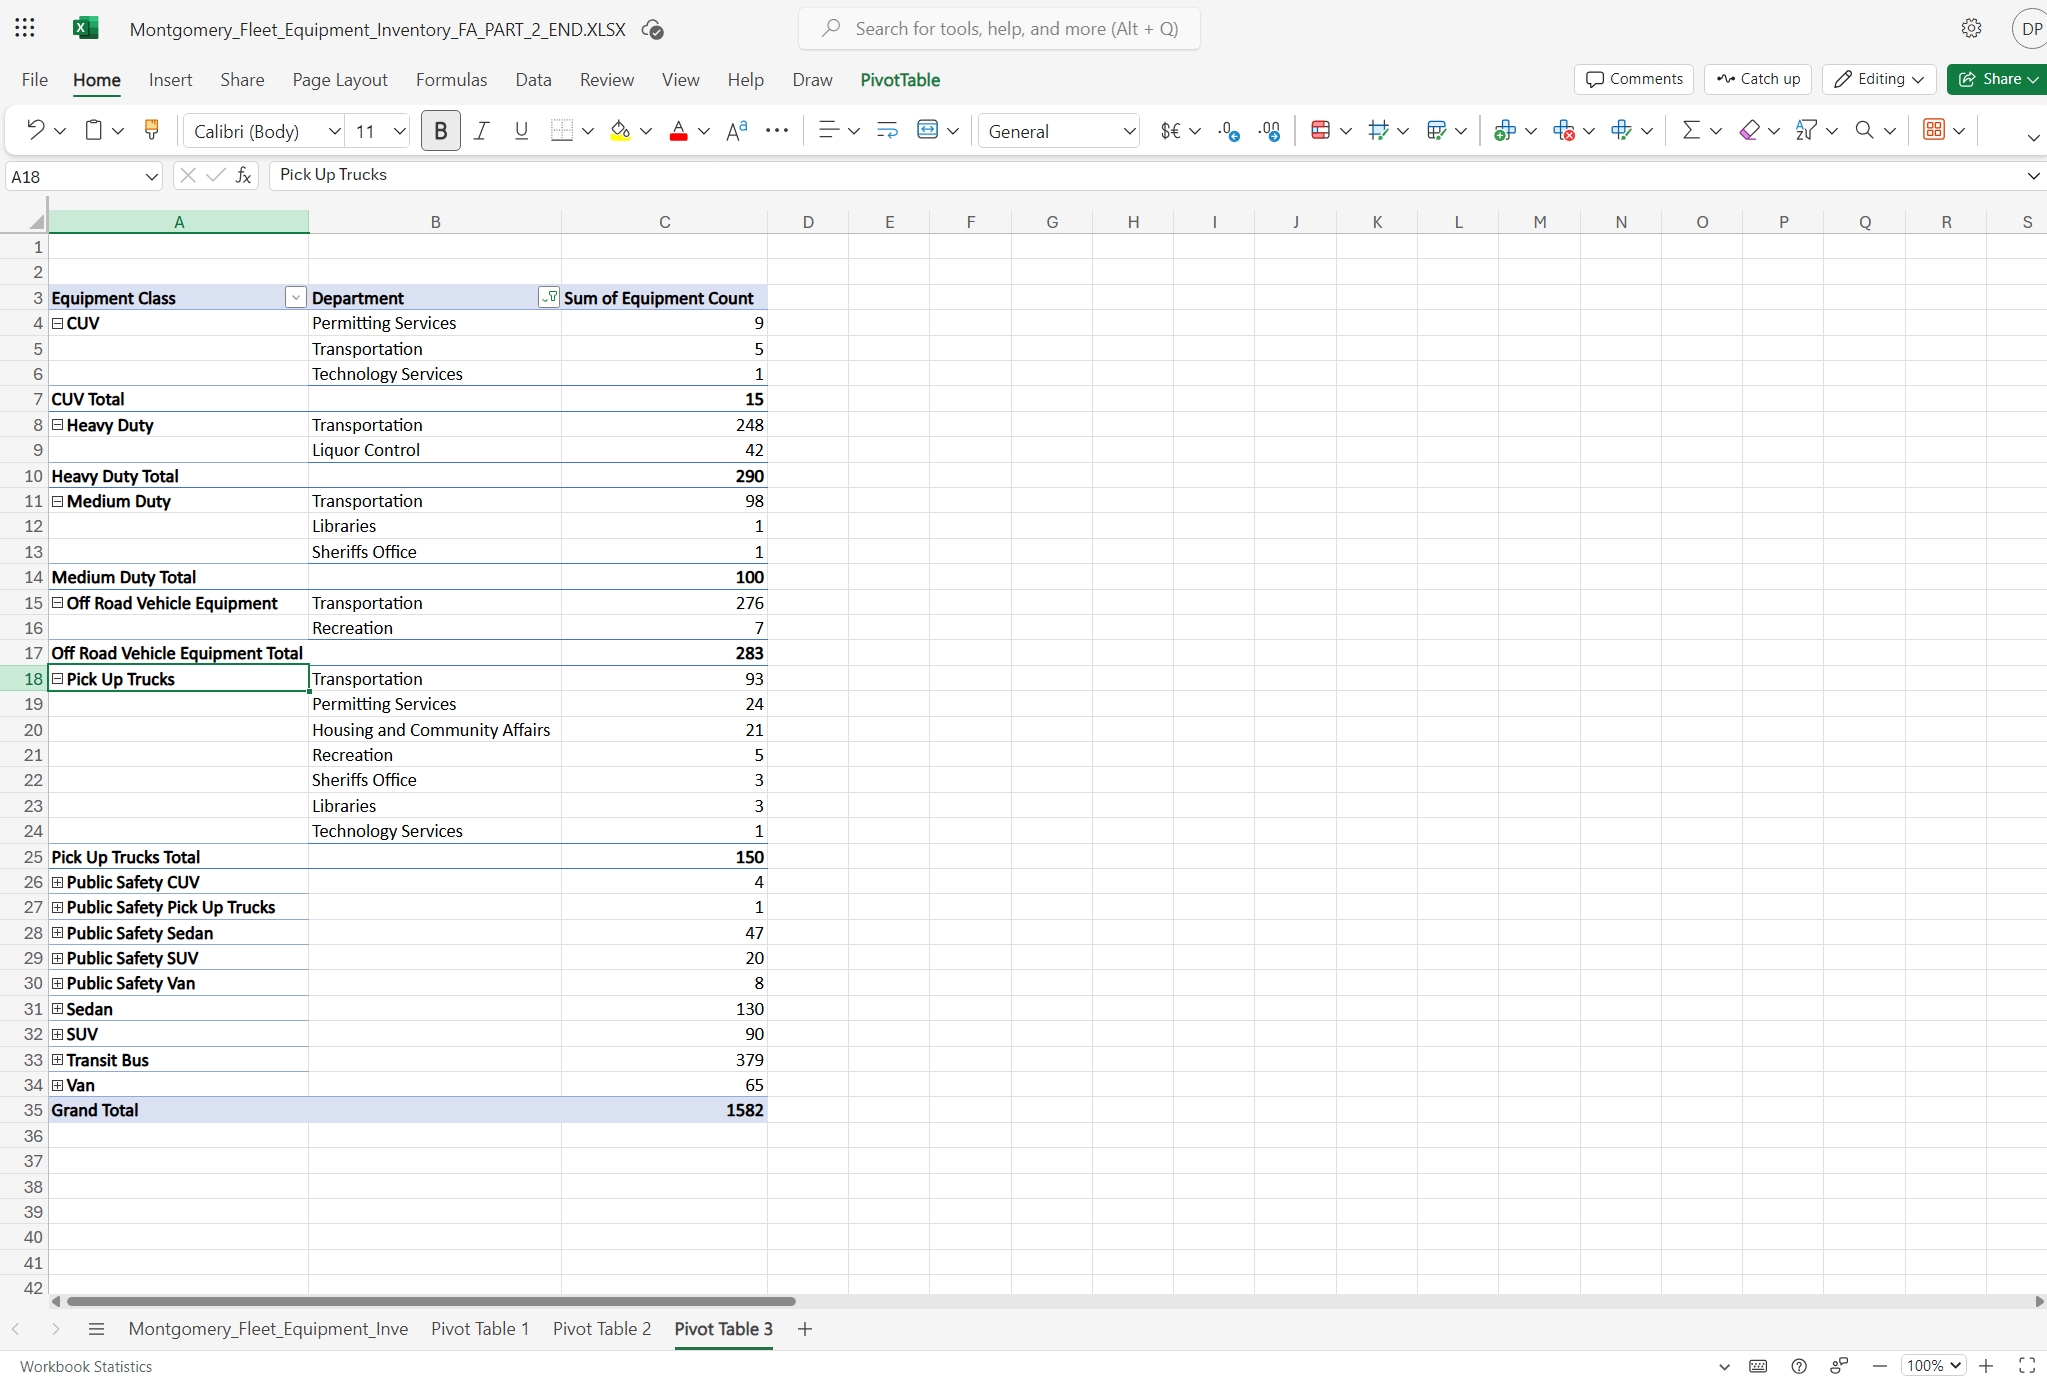 Montgomery_Fleet_Equipment_Inventory_FA_PART_2_END.XLSX
Search for tools, help, and more (Alt + Q)
DP
File Home Insert Share Page Layout Formulas Data Review View Help Draw PivotTable
Comments Catch up Editing Share
Calibri (Body) 11 B I U A A General $€ .0 .00
A18 fx Pick Up Trucks
A B C D E F G H I J K L M N O P Q R S
1
2
3 Equipment Class Department Sum of Equipment Count
4 CUV Permitting Services 9
5 Transportation 5
6 Technology Services 1
7 CUV Total 15
8 Heavy Duty Transportation 248
9 Liquor Control 42
10 Heavy Duty Total 290
11 Medium Duty Transportation 98
12 Libraries 1
13 Sheriffs Office 1
14 Medium Duty Total 100
15 Off Road Vehicle Equipment Transportation 276
16 Recreation 7
17 Off Road Vehicle Equipment Total 283
18 Pick Up Trucks Transportation 93
19 Permitting Services 24
20 Housing and Community Affairs 21
21 Recreation 5
22 Sheriffs Office 3
23 Libraries 3
24 Technology Services 1
25 Pick Up Trucks Total 150
26 Public Safety CUV 4
27 Public Safety Pick Up Trucks 1
28 Public Safety Sedan 47
29 Public Safety SUV 20
30 Public Safety Van 8
31 Sedan 130
32 SUV 90
33 Transit Bus 379
34 Van 65
35 Grand Total 1582
36
37
38
39
40
41
42
Montgomery_Fleet_Equipment_Inve Pivot Table 1 Pivot Table 2 Pivot Table 3
Workbook Statistics 100%